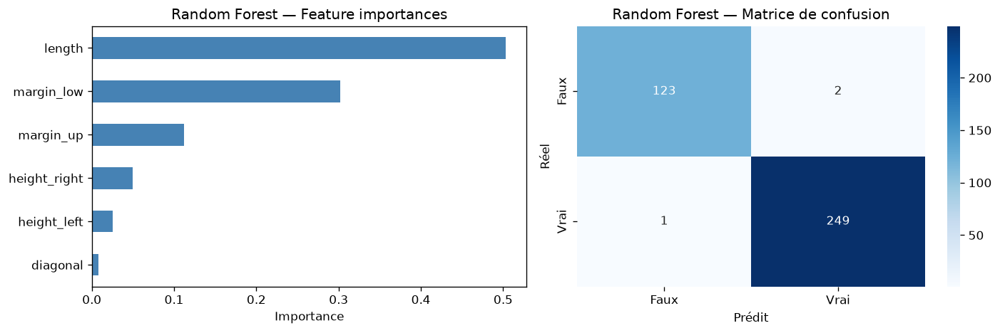 Random Forest — Feature importances
length
margin_low
margin_up
height_right
height_left
diagonal
0.0 0.1 0.2 0.3 0.4 0.5
Importance
Random Forest — Matrice de confusion
Réel
Faux
Vrai
123 2
1 249
Faux Vrai
Prédit
200
150
100
50